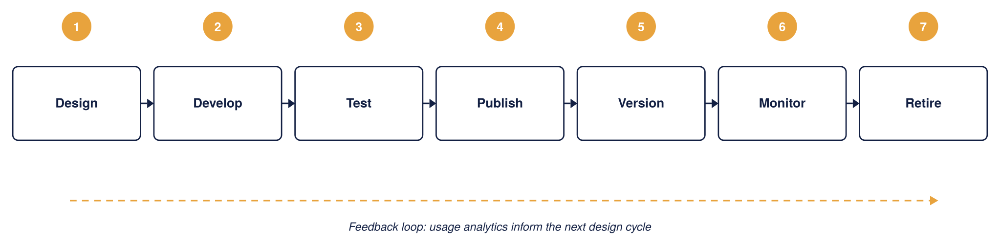 1 2 3 4 5 6 7
Design Develop Test Publish Version Monitor Retire
Feedback loop: usage analytics inform the next design cycle